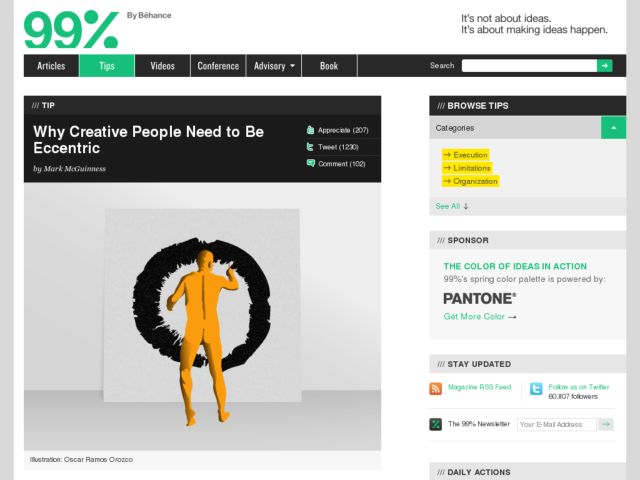 99%
By Bēhance
It's not about ideas.
It's about making ideas happen.
Articles
Tips
Videos
Conference
Advisory
Book
Search
/// TIP
Why Creative People Need to Be
Eccentric
by Mark McGuinness
Appreciate (207)
Tweet (1230)
Comment (102)
Illustration: Oscar Ramos Orozco
/// BROWSE TIPS
Categories
→ Execution
→ Limitations
→ Organization
See All ↓
/// SPONSOR
THE COLOR OF IDEAS IN ACTION
99%'s spring color palette is powered by:
PANTONE®
Get More Color →
/// STAY UPDATED
Magazine RSS Feed
Follow us on Twitter
60,807 followers
The 99% Newsletter
Your E-Mail Address
/// DAILY ACTIONS